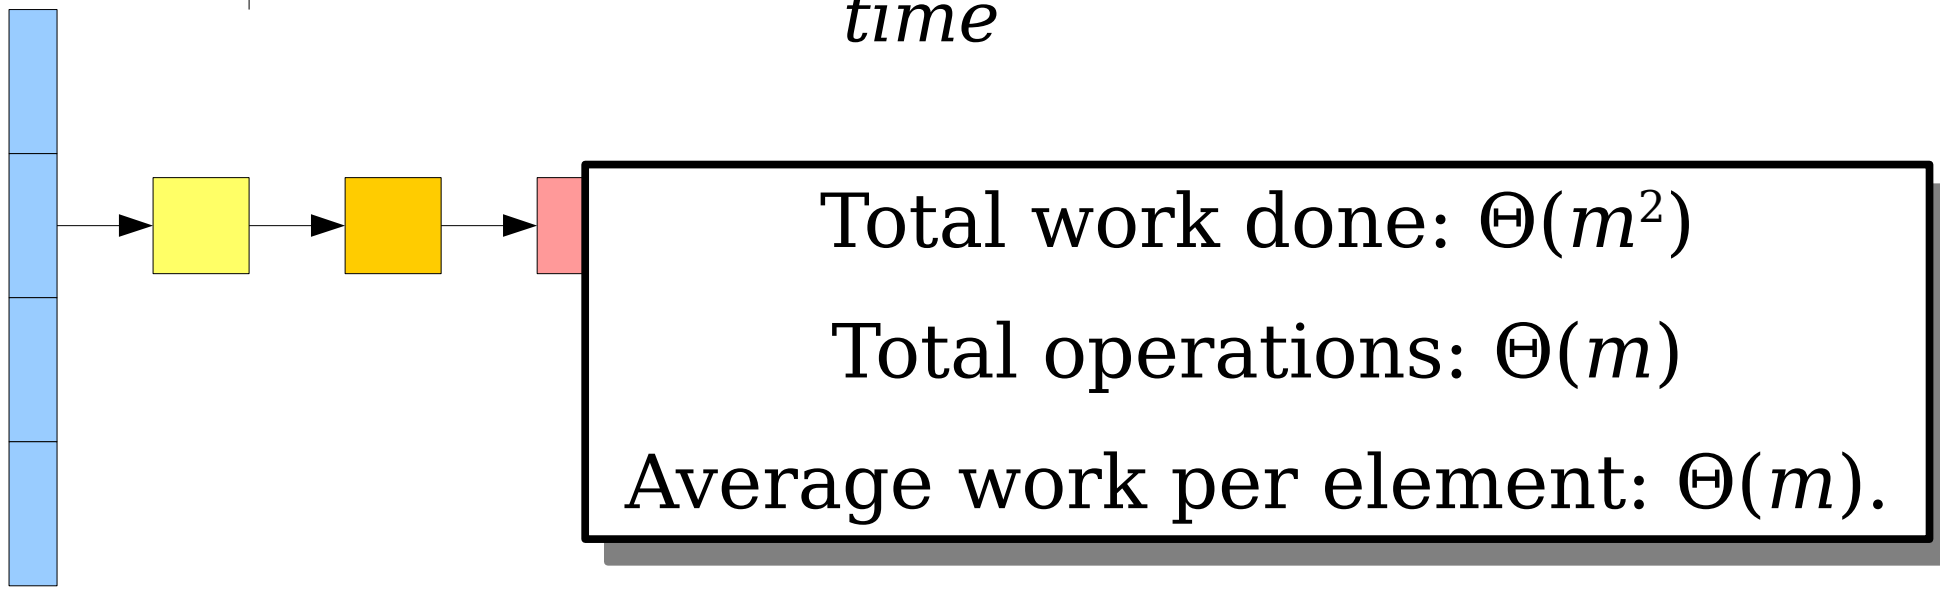 time
Total work done: Θ(m²)
Total operations: Θ(m)
Average work per element: Θ(m).